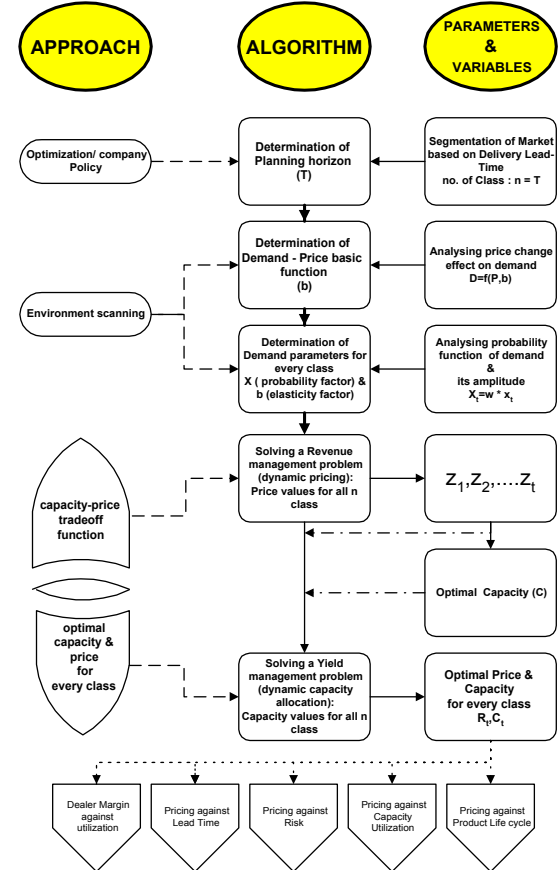 APPROACH
ALGORITHM
PARAMETERS
&
VARIABLES
Optimization/ company
Policy
Determination of
Planning horizon
(T)
Segmentation of Market
based on Delivery Lead-
Time
no. of Class : n = T
Determination of
Demand - Price basic
function
(b)
Analysing price change
effect on demand
D=f(P,b)
Environment scanning
Determination of
Demand parameters for
every class
X ( probability factor) &
b (elasticity factor)
Analysing probability
function of demand
&
its amplitude
Xt=w * xt
capacity-price
tradeoff
function
Solving a Revenue
management problem
(dynamic pricing):
Price values for all n
class
Z1,Z2,....Zt
Optimal Capacity (C)
optimal
capacity &
price
for
every class
Solving a Yield
management problem
(dynamic capacity
allocation):
Capacity values for all n
class
Optimal Price &
Capacity
for every class
Rt,Ct
Dealer Margin
against
utilization
Pricing against
Lead Time
Pricing against
Risk
Pricing against
Capacity
Utilization
Pricing against
Product Life cycle